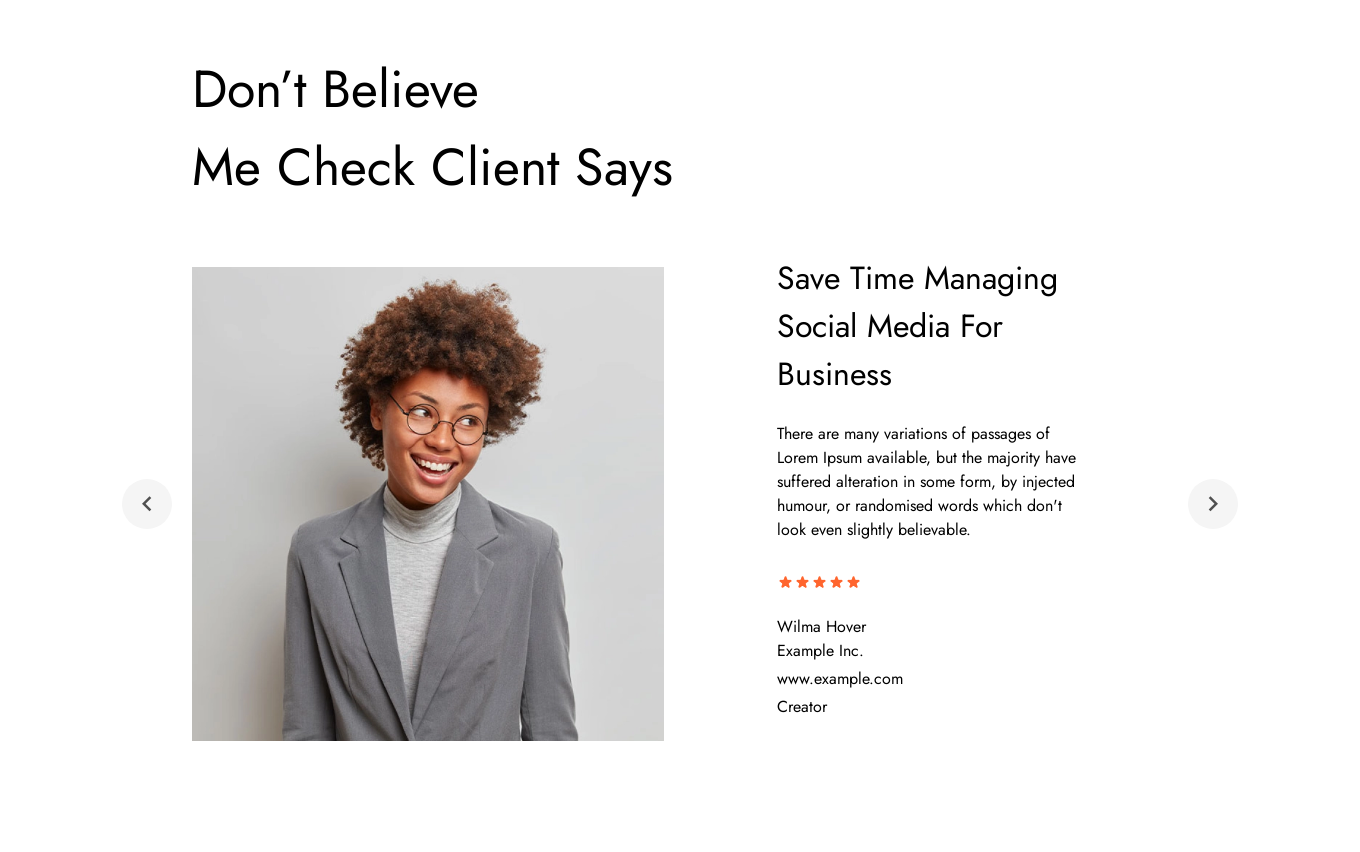 Don’t Believe
Me Check Client Says
Save Time Managing
Social Media For
Business
There are many variations of passages of
Lorem Ipsum available, but the majority have
suffered alteration in some form, by injected
humour, or randomised words which don't
look even slightly believable.
Wilma Hover
Example Inc.
www.example.com
Creator